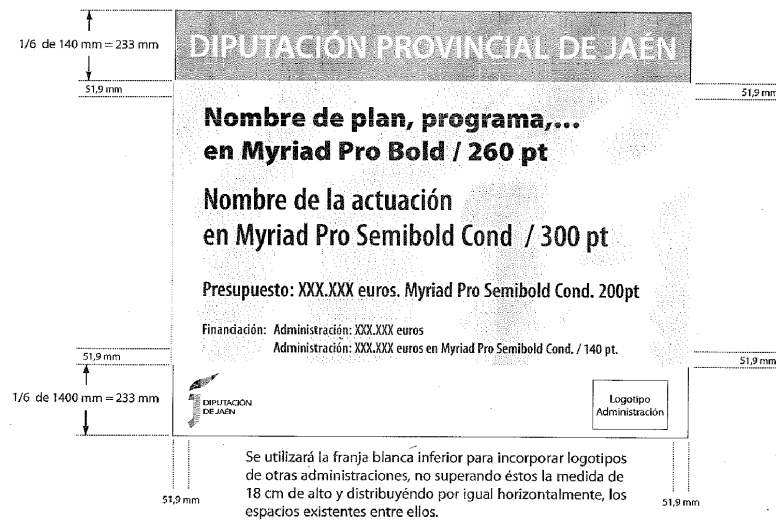 1/6 de 140 mm = 233 mm
DIPUTACIÓN PROVINCIAL DE JAÉN
51,9 mm
51,9 mm
Nombre de plan, programa,...
en Myriad Pro Bold / 260 pt
Nombre de la actuación
en Myriad Pro Semibold Cond / 300 pt
Presupuesto: XXX.XXX euros. Myriad Pro Semibold Cond. 200pt
Financiación: Administración: XXX.XXX euros
Administración: XXX.XXX euros en Myriad Pro Semibold Cond. / 140 pt.
51,9 mm
51,9 mm
1/6 de 1400 mm = 233 mm
DIPUTACIÓN
DE JAÉN
Logotipo
Administración
Se utilizará la franja blanca inferior para incorporar logotipos
de otras administraciones, no superando éstos la medida de
18 cm de alto y distribuyéndo por igual horizontalmente, los
espacios existentes entre ellos.
51,9 mm
51,9 mm